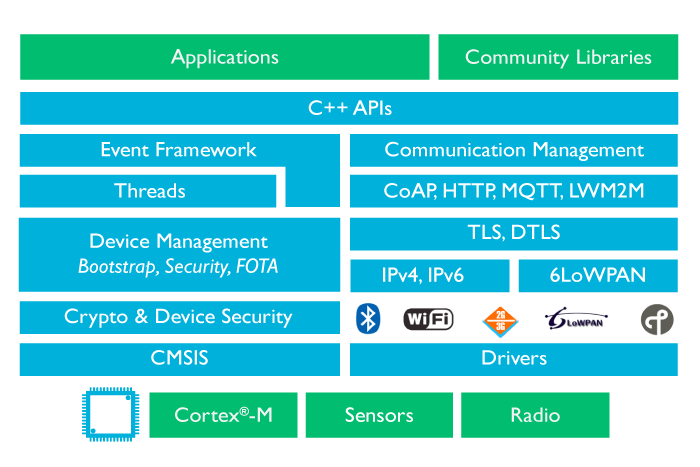 Applications
Community Libraries
C++ APIs
Event Framework
Communication Management
Threads
CoAP, HTTP, MQTT, LWM2M
Device Management
Bootstrap, Security, FOTA
TLS, DTLS
IPv4, IPv6
6LoWPAN
Crypto & Device Security
WiFi
2G
3G
6LoWPAN
CMSIS
Drivers
Cortex®-M
Sensors
Radio